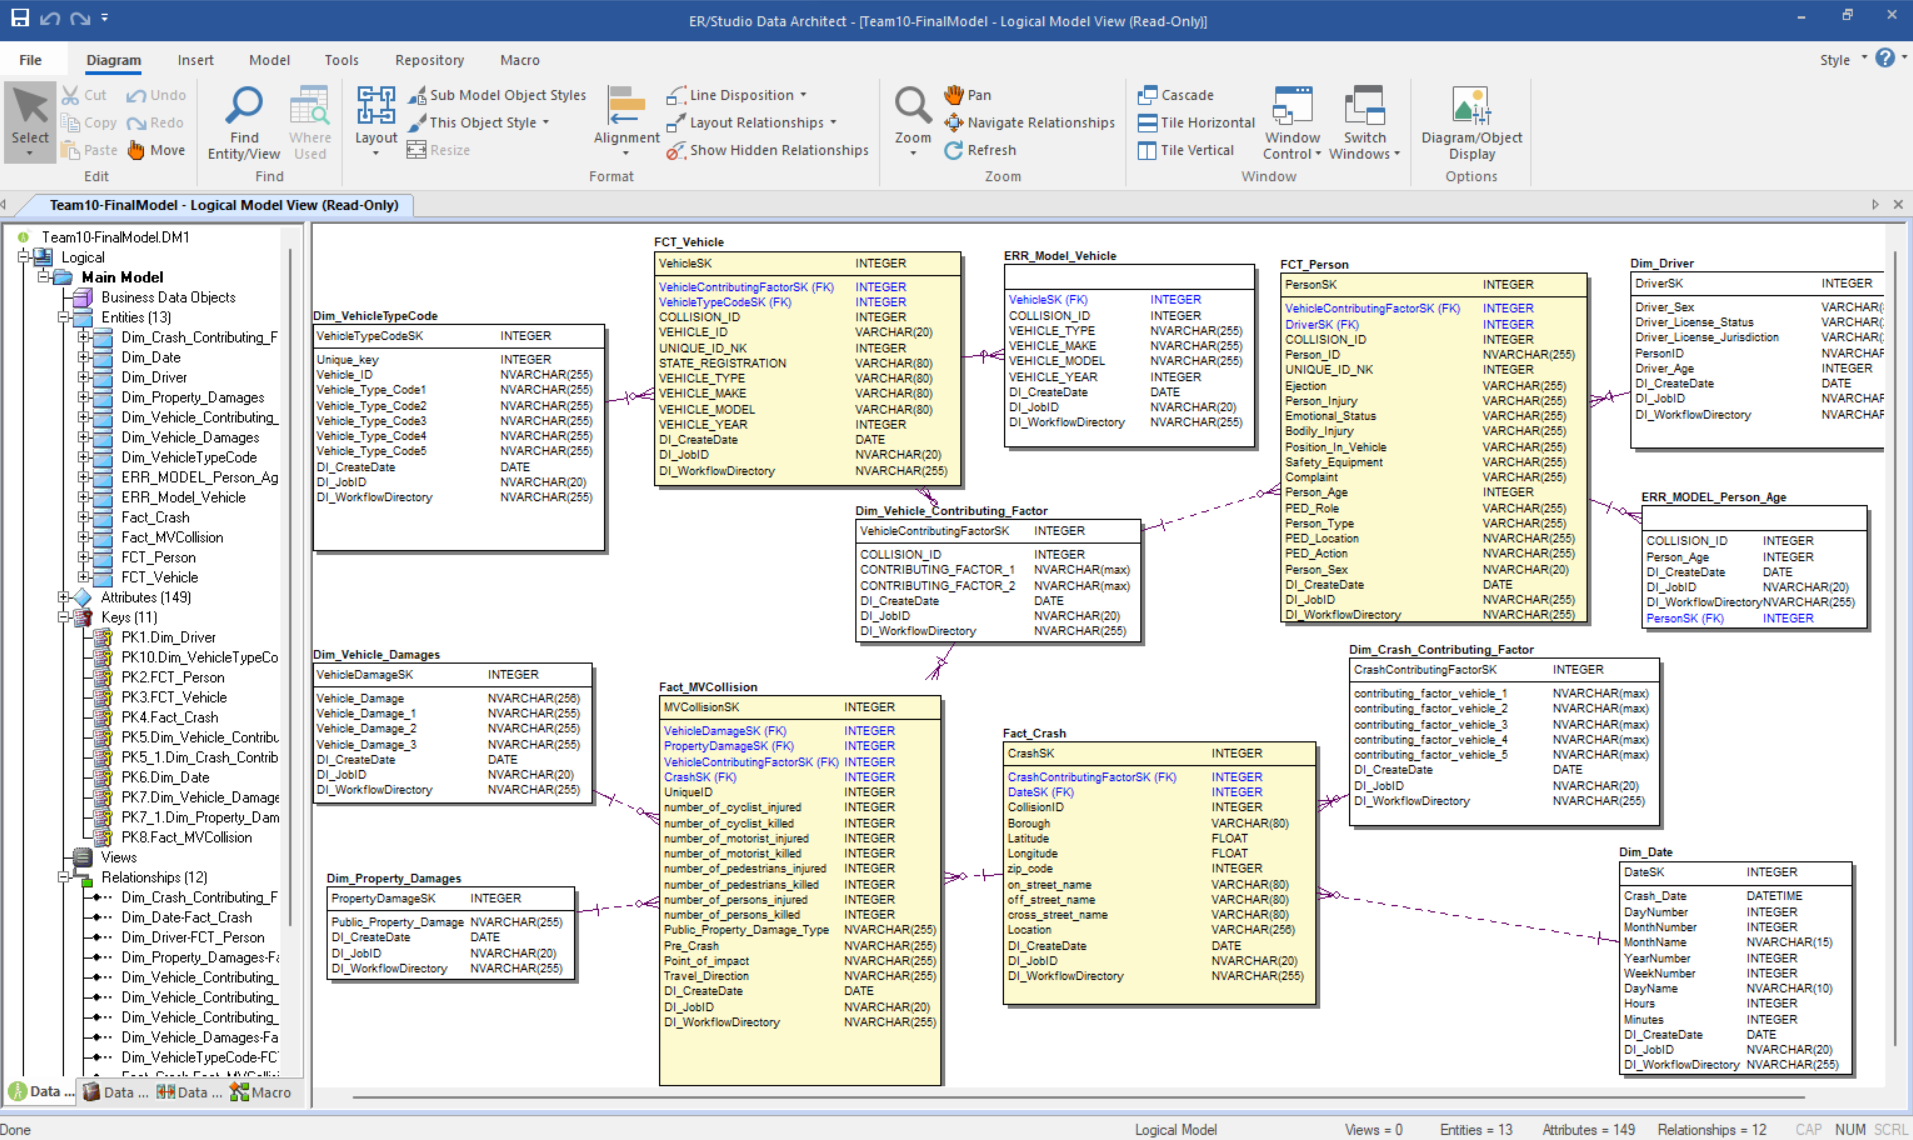 ER/Studio Data Architect - [Team10-FinalModel - Logical Model View (Read-Only)]
File Diagram Insert Model Tools Repository Macro Style
Select
Cut Undo
Copy Redo
Paste Move
Edit
Find Entity/View
Where Used
Find
Layout
Sub Model Object Styles
This Object Style
Resize
Alignment
Line Disposition
Layout Relationships
Show Hidden Relationships
Format
Zoom
Pan
Navigate Relationships
Refresh
Zoom
Cascade
Tile Horizontal
Tile Vertical
Window Control
Switch Windows
Window
Diagram/Object Display
Options
Team10-FinalModel - Logical Model View (Read-Only)
Team10-FinalModel.DM1
Logical
Main Model
Business Data Objects
Entities (13)
Dim_Crash_Contributing_F
Dim_Date
Dim_Driver
Dim_Property_Damages
Dim_Vehicle_Contributing_
Dim_Vehicle_Damages
Dim_VehicleTypeCode
ERR_MODEL_Person_Ag
ERR_Model_Vehicle
Fact_Crash
Fact_MVCollision
FCT_Person
FCT_Vehicle
Attributes (149)
Keys (11)
PK1.Dim_Driver
PK10.Dim_VehicleTypeCo
PK2.FCT_Person
PK3.FCT_Vehicle
PK4.Fact_Crash
PK5.Dim_Vehicle_Contribu
PK5_1.Dim_Crash_Contrib
PK6.Dim_Date
PK7.Dim_Vehicle_Damage
PK7_1.Dim_Property_Dam
PK8.Fact_MVCollision
Views
Relationships (12)
Dim_Crash_Contributing_F
Dim_Date-Fact_Crash
Dim_Driver-FCT_Person
Dim_Property_Damages-Fa
Dim_Vehicle_Contributing_
Dim_Vehicle_Contributing_
Dim_Vehicle_Contributing_
Dim_Vehicle_Damages-Fa
Dim_VehicleTypeCode-FC
Data ... Data ... Data ... Macro
Dim_VehicleTypeCode
VehicleTypeCodeSK INTEGER
Unique_key INTEGER
Vehicle_ID NVARCHAR(255)
Vehicle_Type_Code1 NVARCHAR(255)
Vehicle_Type_Code2 NVARCHAR(255)
Vehicle_Type_Code3 NVARCHAR(255)
Vehicle_Type_Code4 NVARCHAR(255)
Vehicle_Type_Code5 NVARCHAR(255)
DI_CreateDate DATE
DI_JobID NVARCHAR(20)
DI_WorkflowDirectory NVARCHAR(255)
FCT_Vehicle
VehicleSK INTEGER
VehicleContributingFactorSK (FK) INTEGER
VehicleTypeCodeSK (FK) INTEGER
COLLISION_ID INTEGER
VEHICLE_ID VARCHAR(20)
UNIQUE_ID_NK INTEGER
STATE_REGISTRATION VARCHAR(80)
VEHICLE_TYPE VARCHAR(80)
VEHICLE_MAKE VARCHAR(80)
VEHICLE_MODEL VARCHAR(80)
VEHICLE_YEAR INTEGER
DI_CreateDate DATE
DI_JobID NVARCHAR(20)
DI_WorkflowDirectory NVARCHAR(255)
ERR_Model_Vehicle
VehicleSK (FK) INTEGER
COLLISION_ID INTEGER
VEHICLE_TYPE NVARCHAR(255)
VEHICLE_MAKE NVARCHAR(255)
VEHICLE_MODEL NVARCHAR(255)
VEHICLE_YEAR INTEGER
DI_CreateDate DATE
DI_JobID NVARCHAR(20)
DI_WorkflowDirectory NVARCHAR(255)
FCT_Person
PersonSK INTEGER
VehicleContributingFactorSK (FK) INTEGER
DriverSK (FK) INTEGER
COLLISION_ID INTEGER
Person_ID NVARCHAR(255)
UNIQUE_ID_NK INTEGER
Ejection VARCHAR(255)
Person_Injury VARCHAR(255)
Emotional_Status VARCHAR(255)
Bodily_Injury VARCHAR(255)
Position_In_Vehicle VARCHAR(255)
Safety_Equipment VARCHAR(255)
Complaint VARCHAR(255)
Person_Age INTEGER
PED_Role VARCHAR(255)
Person_Type VARCHAR(255)
PED_Location NVARCHAR(255)
PED_Action NVARCHAR(255)
Person_Sex NVARCHAR(20)
DI_CreateDate DATE
DI_JobID NVARCHAR(255)
DI_WorkflowDirectory NVARCHAR(255)
Dim_Driver
DriverSK INTEGER
Driver_Sex VARCHAR(
Driver_License_Status VARCHAR(
Driver_License_Jurisdiction VARCHAR(
PersonID NVARCHAR
Driver_Age INTEGER
DI_CreateDate DATE
DI_JobID NVARCHAR
DI_WorkflowDirectory NVARCHAR
Dim_Vehicle_Contributing_Factor
VehicleContributingFactorSK INTEGER
COLLISION_ID INTEGER
CONTRIBUTING_FACTOR_1 NVARCHAR(max)
CONTRIBUTING_FACTOR_2 NVARCHAR(max)
DI_CreateDate DATE
DI_JobID NVARCHAR(20)
DI_WorkflowDirectory NVARCHAR(255)
ERR_MODEL_Person_Age
COLLISION_ID INTEGER
Person_Age INTEGER
DI_CreateDate DATE
DI_JobID NVARCHAR(20)
DI_WorkflowDirectory NVARCHAR(255)
PersonSK (FK) INTEGER
Dim_Vehicle_Damages
VehicleDamageSK INTEGER
Vehicle_Damage NVARCHAR(256)
Vehicle_Damage_1 NVARCHAR(255)
Vehicle_Damage_2 NVARCHAR(255)
Vehicle_Damage_3 NVARCHAR(255)
DI_CreateDate DATE
DI_JobID NVARCHAR(20)
DI_WorkflowDirectory NVARCHAR(255)
Dim_Property_Damages
PropertyDamageSK INTEGER
Public_Property_Damage NVARCHAR(255)
DI_CreateDate DATE
DI_JobID NVARCHAR(20)
DI_WorkflowDirectory NVARCHAR(255)
Fact_MVCollision
MVCollisionSK INTEGER
VehicleDamageSK (FK) INTEGER
PropertyDamageSK (FK) INTEGER
VehicleContributingFactorSK (FK) INTEGER
CrashSK (FK) INTEGER
UniqueID INTEGER
number_of_cyclist_injured INTEGER
number_of_cyclist_killed INTEGER
number_of_motorist_injured INTEGER
number_of_motorist_killed INTEGER
number_of_pedestrians_injured INTEGER
number_of_pedestrians_killed INTEGER
number_of_persons_injured INTEGER
number_of_persons_killed INTEGER
Public_Property_Damage_Type NVARCHAR(255)
Pre_Crash NVARCHAR(255)
Point_of_impact NVARCHAR(255)
Travel_Direction NVARCHAR(255)
DI_CreateDate DATE
DI_JobID NVARCHAR(20)
DI_WorkflowDirectory NVARCHAR(255)
Fact_Crash
CrashSK INTEGER
CrashContributingFactorSK (FK) INTEGER
DateSK (FK) INTEGER
CollisionID INTEGER
Borough VARCHAR(80)
Latitude FLOAT
Longitude FLOAT
zip_code INTEGER
on_street_name VARCHAR(80)
off_street_name VARCHAR(80)
cross_street_name VARCHAR(80)
Location VARCHAR(256)
DI_CreateDate DATE
DI_JobID NVARCHAR(20)
DI_WorkflowDirectory NVARCHAR(255)
Dim_Crash_Contributing_Factor
CrashContributingFactorSK INTEGER
contributing_factor_vehicle_1 NVARCHAR(max)
contributing_factor_vehicle_2 NVARCHAR(max)
contributing_factor_vehicle_3 NVARCHAR(max)
contributing_factor_vehicle_4 NVARCHAR(max)
contributing_factor_vehicle_5 NVARCHAR(max)
DI_CreateDate DATE
DI_JobID NVARCHAR(20)
DI_WorkflowDirectory NVARCHAR(255)
Dim_Date
DateSK INTEGER
Crash_Date DATETIME
DayNumber INTEGER
MonthNumber INTEGER
MonthName NVARCHAR(15)
YearNumber INTEGER
WeekNumber INTEGER
DayName NVARCHAR(10)
Hours INTEGER
Minutes INTEGER
DI_CreateDate DATE
DI_JobID NVARCHAR(20)
DI_WorkflowDirectory NVARCHAR(255)
Done Logical Model Views = 0 Entities = 13 Attributes = 149 Relationships = 12 CAP NUM SCRL